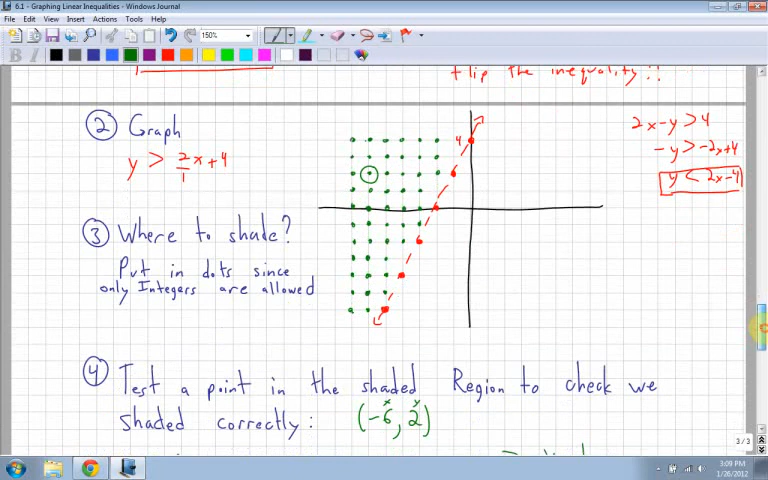 6.1 - Graphing Linear Inequalities - Windows Journal
File Edit View Insert Actions Tools Help
150%
B I
flip the inequality!!
② Graph
y > 2/1 x + 4
4
2x - y > 4
-y > -2x + 4
y < 2x - 4
③ Where to shade?
Put in dots since
only Integers are allowed
④ Test a point in the shaded Region to check we
shaded correctly:
x y
(-6, 2)
3 / 3
3:09 PM
1/26/2012